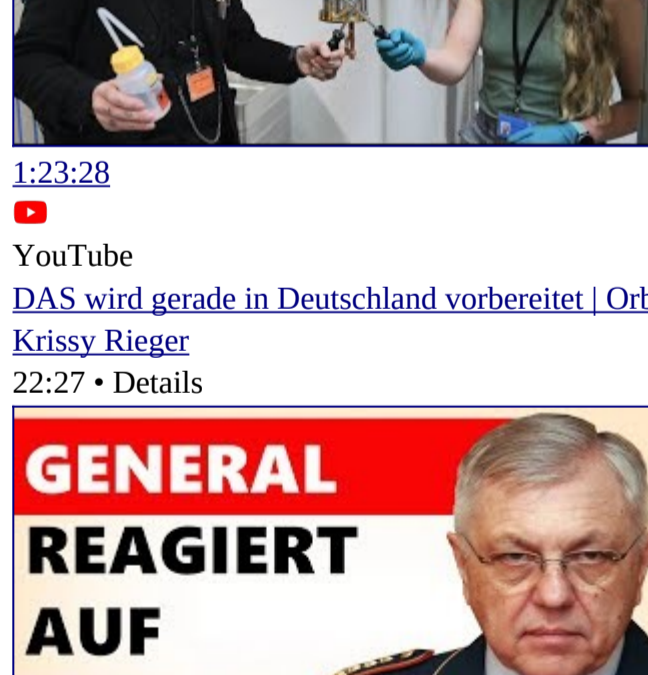 1:23:28
YouTube
DAS wird gerade in Deutschland vorbereitet | Orb
Krissy Rieger
22:27 • Details
GENERAL
REAGIERT
AUF